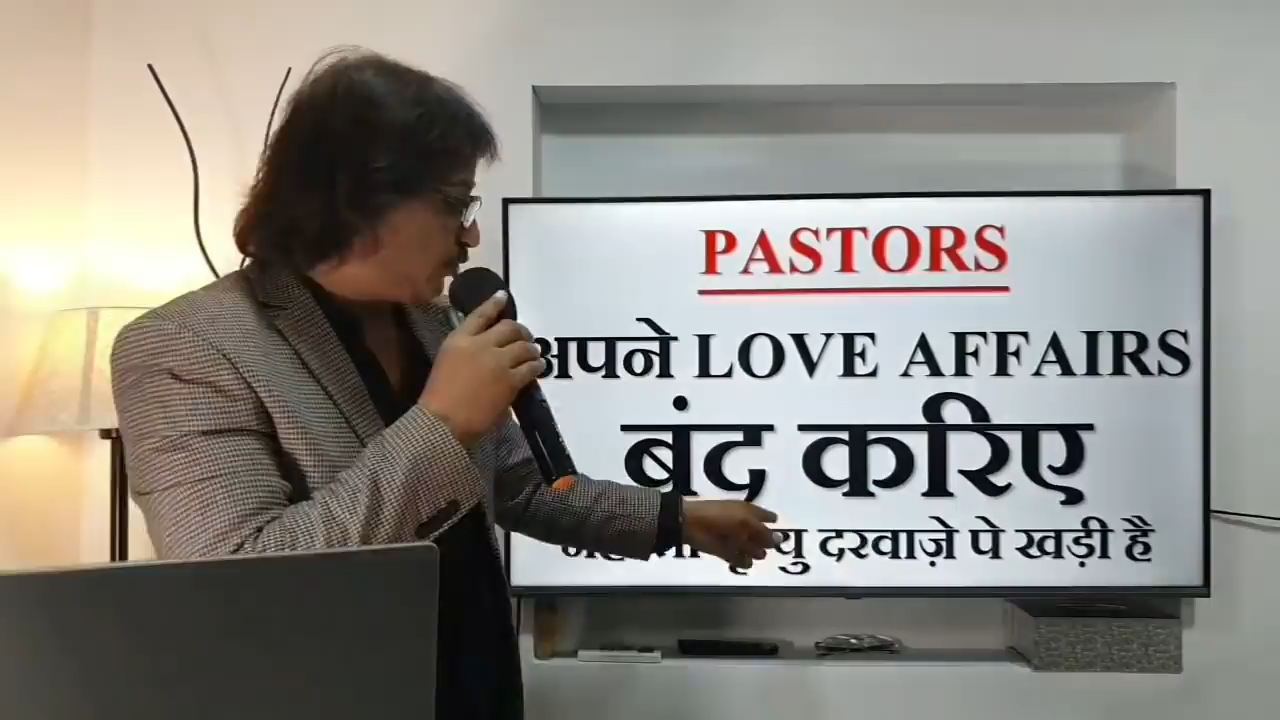 PASTORS
अपने LOVE AFFAIRS
बंद करिए
दरवाज़े पे खड़ी है